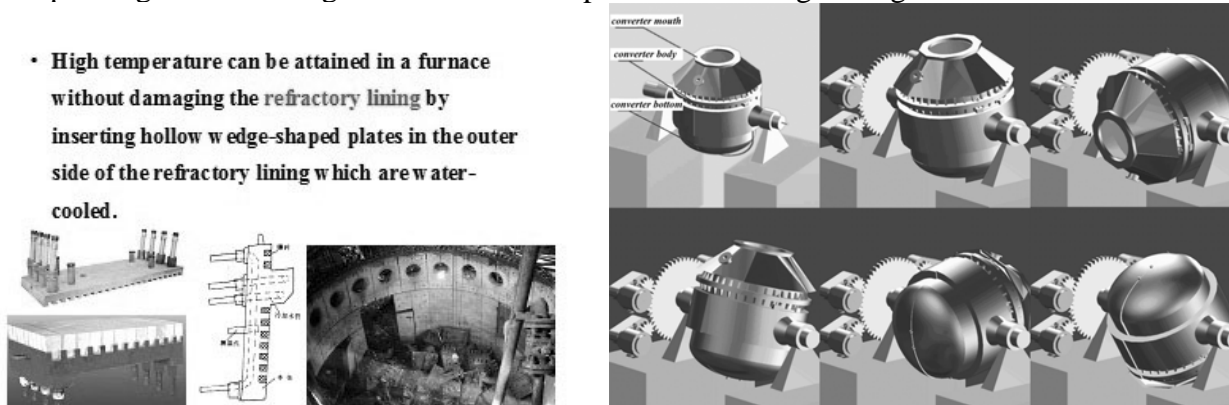 • High temperature can be attained in a furnace
without damaging the refractory lining by
inserting hollow wedge-shaped plates in the outer
side of the refractory lining which are water-
cooled.
converter mouth
converter body
converter bottom